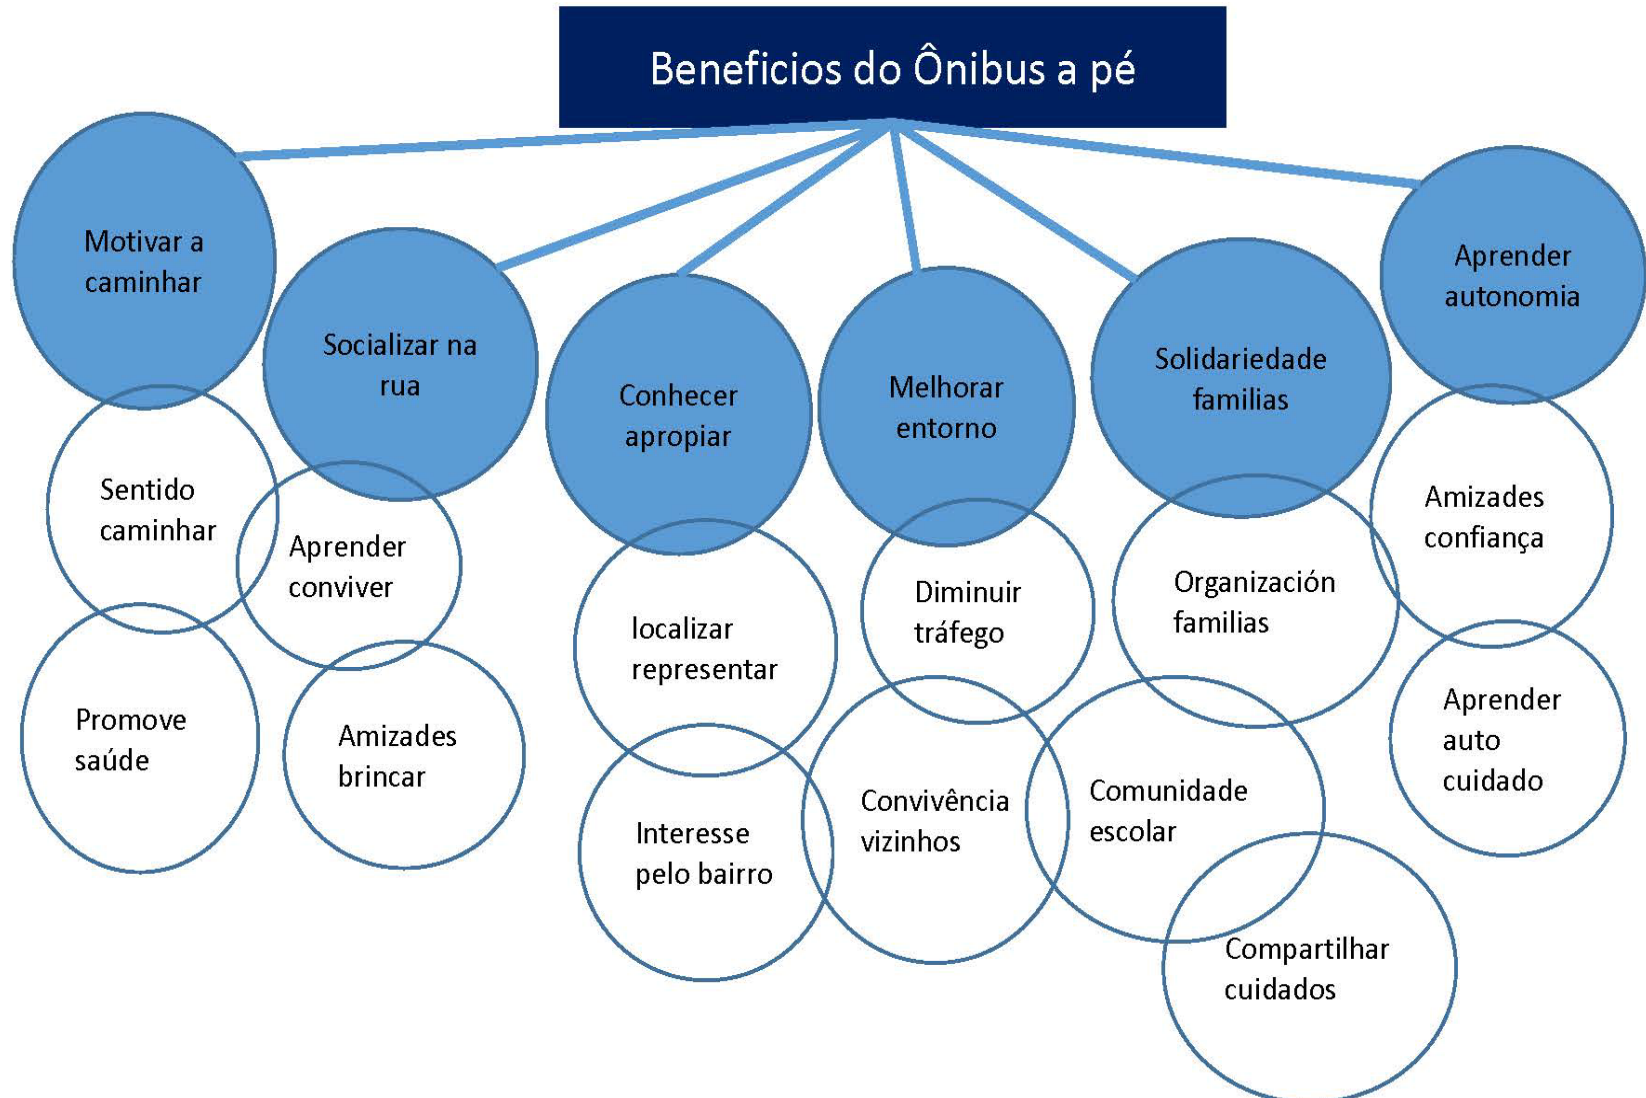 Beneficios do Ônibus a pé
Motivar a
caminhar
Sentido
caminhar
Promove
saúde
Socializar na
rua
Aprender
conviver
Amizades
brincar
Conhecer
apropiar
localizar
representar
Interesse
pelo bairro
Melhorar
entorno
Diminuir
tráfego
Convivência
vizinhos
Solidariedade
familias
Organización
familias
Comunidade
escolar
Compartilhar
cuidados
Aprender
autonomia
Amizades
confiança
Aprender
auto
cuidado